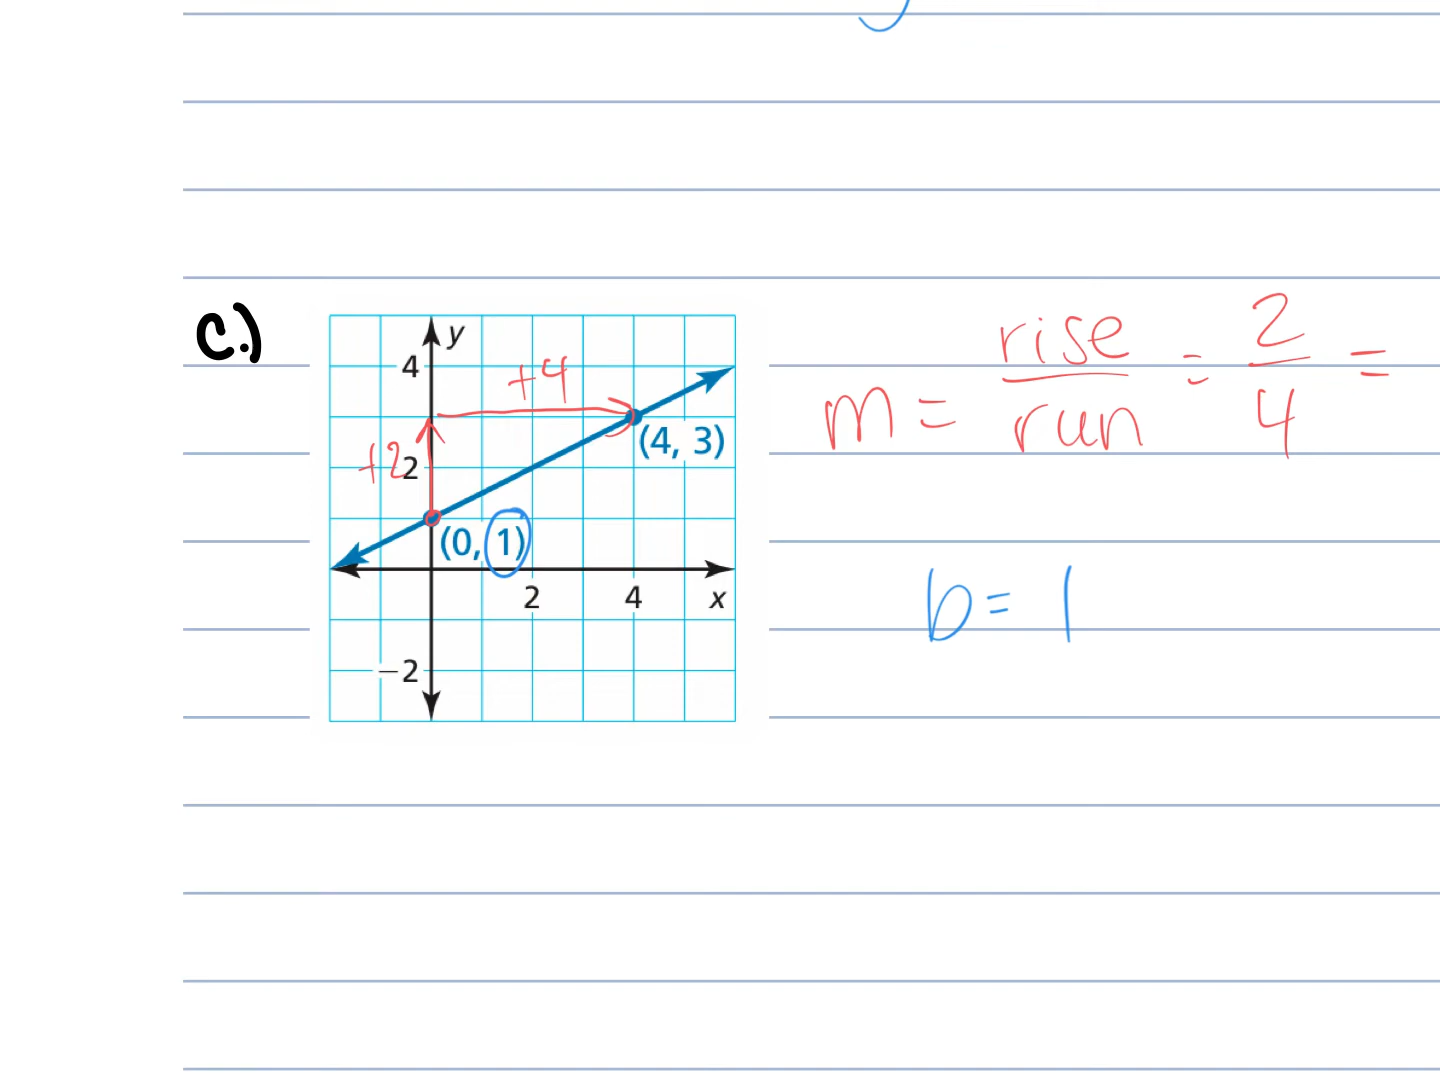 c.)
y
4
+4
(4, 3)
+2
2
(0, 1)
2 4 x
−2
m = rise/run = 2/4 =
b = 1